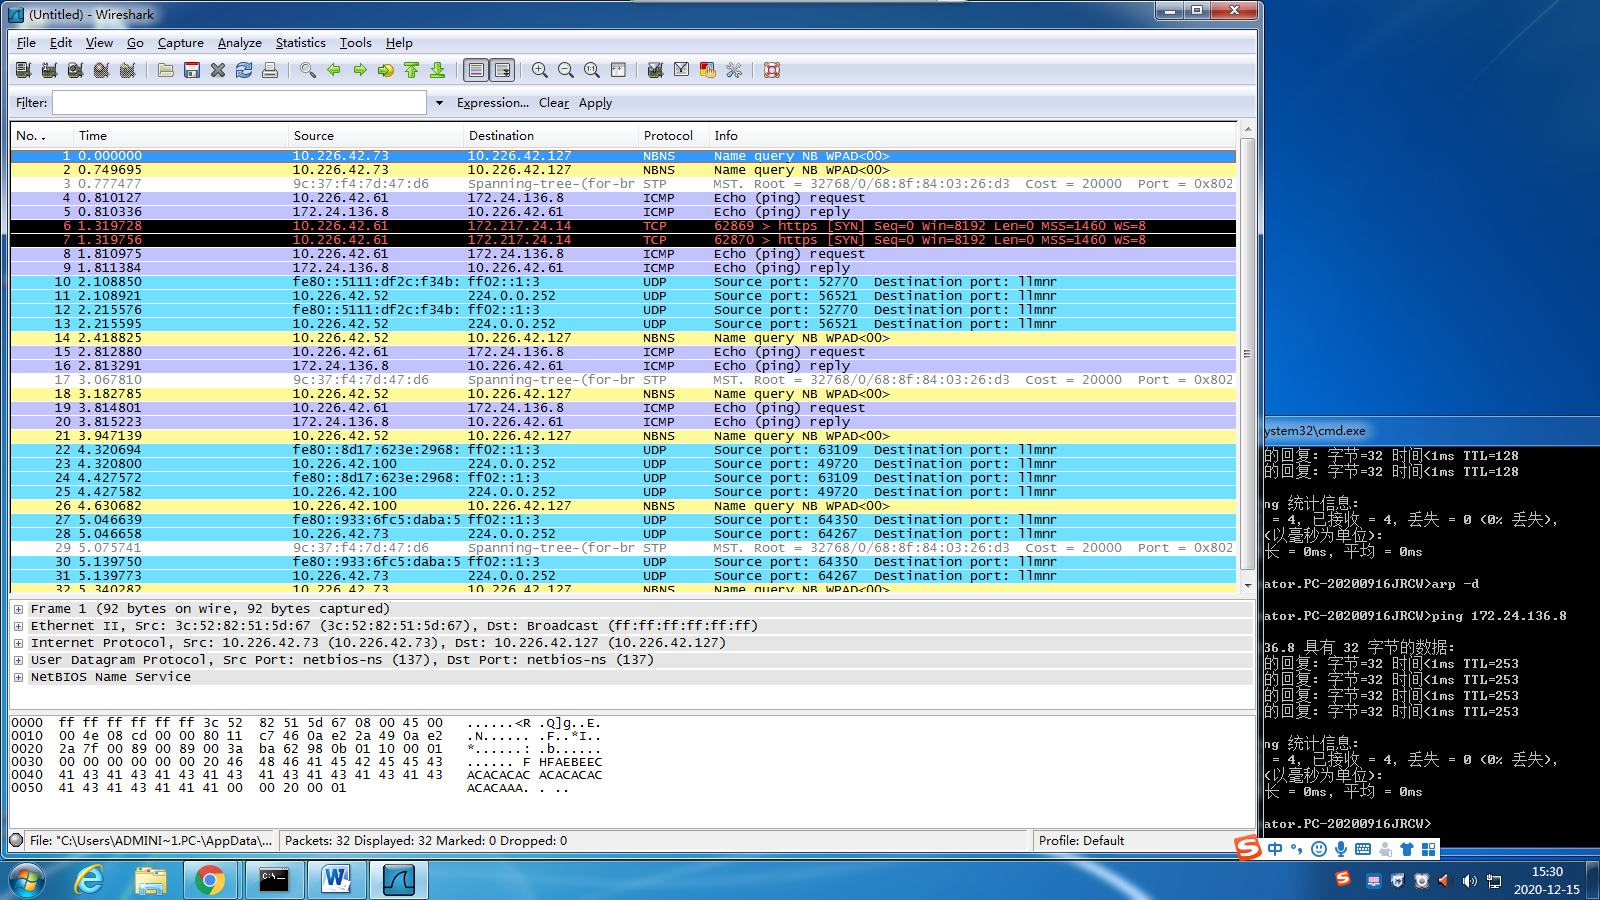 (Untitled) - Wireshark
File Edit View Go Capture Analyze Statistics Tools Help
Filter: Expression... Clear Apply
No. . Time Source Destination Protocol Info
1 0.000000 10.226.42.73 10.226.42.127 NBNS Name query NB WPAD<00>
2 0.749695 10.226.42.73 10.226.42.127 NBNS Name query NB WPAD<00>
3 0.777477 9c:37:f4:7d:47:d6 Spanning-tree-(for-br STP MST. Root = 32768/0/68:8f:84:03:26:d3 Cost = 20000 Port = 0x802
4 0.810127 10.226.42.61 172.24.136.8 ICMP Echo (ping) request
5 0.810336 172.24.136.8 10.226.42.61 ICMP Echo (ping) reply
6 1.319728 10.226.42.61 172.217.24.14 TCP 62869 > https [SYN] Seq=0 Win=8192 Len=0 MSS=1460 WS=8
7 1.319756 10.226.42.61 172.217.24.14 TCP 62870 > https [SYN] Seq=0 Win=8192 Len=0 MSS=1460 WS=8
8 1.810975 10.226.42.61 172.24.136.8 ICMP Echo (ping) request
9 1.811384 172.24.136.8 10.226.42.61 ICMP Echo (ping) reply
10 2.108850 fe80::5111:df2c:f34b: ff02::1:3 UDP Source port: 52770 Destination port: llmnr
11 2.108921 10.226.42.52 224.0.0.252 UDP Source port: 56521 Destination port: llmnr
12 2.215576 fe80::5111:df2c:f34b: ff02::1:3 UDP Source port: 52770 Destination port: llmnr
13 2.215595 10.226.42.52 224.0.0.252 UDP Source port: 56521 Destination port: llmnr
14 2.418825 10.226.42.52 10.226.42.127 NBNS Name query NB WPAD<00>
15 2.812880 10.226.42.61 172.24.136.8 ICMP Echo (ping) request
16 2.813291 172.24.136.8 10.226.42.61 ICMP Echo (ping) reply
17 3.067810 9c:37:f4:7d:47:d6 Spanning-tree-(for-br STP MST. Root = 32768/0/68:8f:84:03:26:d3 Cost = 20000 Port = 0x802
18 3.182785 10.226.42.52 10.226.42.127 NBNS Name query NB WPAD<00>
19 3.814801 10.226.42.61 172.24.136.8 ICMP Echo (ping) request
20 3.815223 172.24.136.8 10.226.42.61 ICMP Echo (ping) reply
21 3.947139 10.226.42.52 10.226.42.127 NBNS Name query NB WPAD<00>
22 4.320694 fe80::8d17:623e:2968: ff02::1:3 UDP Source port: 63109 Destination port: llmnr
23 4.320800 10.226.42.100 224.0.0.252 UDP Source port: 49720 Destination port: llmnr
24 4.427572 fe80::8d17:623e:2968: ff02::1:3 UDP Source port: 63109 Destination port: llmnr
25 4.427582 10.226.42.100 224.0.0.252 UDP Source port: 49720 Destination port: llmnr
26 4.630682 10.226.42.100 10.226.42.127 NBNS Name query NB WPAD<00>
27 5.046639 fe80::933:6fc5:daba:5 ff02::1:3 UDP Source port: 64350 Destination port: llmnr
28 5.046658 10.226.42.73 224.0.0.252 UDP Source port: 64267 Destination port: llmnr
29 5.075741 9c:37:f4:7d:47:d6 Spanning-tree-(for-br STP MST. Root = 32768/0/68:8f:84:03:26:d3 Cost = 20000 Port = 0x802
30 5.139750 fe80::933:6fc5:daba:5 ff02::1:3 UDP Source port: 64350 Destination port: llmnr
31 5.139773 10.226.42.73 224.0.0.252 UDP Source port: 64267 Destination port: llmnr
32 5.340282 10.226.42.73 10.226.42.127 NBNS Name query NB WPAD<00>
Frame 1 (92 bytes on wire, 92 bytes captured)
Ethernet II, Src: 3c:52:82:51:5d:67 (3c:52:82:51:5d:67), Dst: Broadcast (ff:ff:ff:ff:ff:ff)
Internet Protocol, Src: 10.226.42.73 (10.226.42.73), Dst: 10.226.42.127 (10.226.42.127)
User Datagram Protocol, Src Port: netbios-ns (137), Dst Port: netbios-ns (137)
NetBIOS Name Service
0000 ff ff ff ff ff ff 3c 52 82 51 5d 67 08 00 45 00 ......<R .Q]g..E.
0010 00 4e 08 cd 00 00 80 11 c7 46 0a e2 2a 49 0a e2 .N...... .F..*I..
0020 2a 7f 00 89 00 89 00 3a ba 62 98 0b 01 10 00 01 *......: .b......
0030 00 00 00 00 00 00 20 46 48 46 41 45 42 45 45 43 ...... F HFAEBEEC
0040 41 43 41 43 41 43 41 43 41 43 41 43 41 43 41 43 ACACACAC ACACACAC
0050 41 43 41 43 41 41 41 00 00 20 00 01 ACACAAA. . ..
File: "C:\Users\ADMINI~1.PC-\AppData\... Packets: 32 Displayed: 32 Marked: 0 Dropped: 0 Profile: Default
ystem32\cmd.exe
的回复: 字节=32 时间<1ms TTL=128
的回复: 字节=32 时间<1ms TTL=128
ng 统计信息:
= 4, 已接收 = 4, 丢失 = 0 (0% 丢失),
(以毫秒为单位):
长 = 0ms, 平均 = 0ms
ator.PC-20200916JRCW>arp -d
ator.PC-20200916JRCW>ping 172.24.136.8
36.8 具有 32 字节的数据:
的回复: 字节=32 时间<1ms TTL=253
的回复: 字节=32 时间<1ms TTL=253
的回复: 字节=32 时间<1ms TTL=253
的回复: 字节=32 时间<1ms TTL=253
ng 统计信息:
= 4, 已接收 = 4, 丢失 = 0 (0% 丢失),
(以毫秒为单位):
长 = 0ms, 平均 = 0ms
ator.PC-20200916JRCW>
中
15:30
2020-12-15